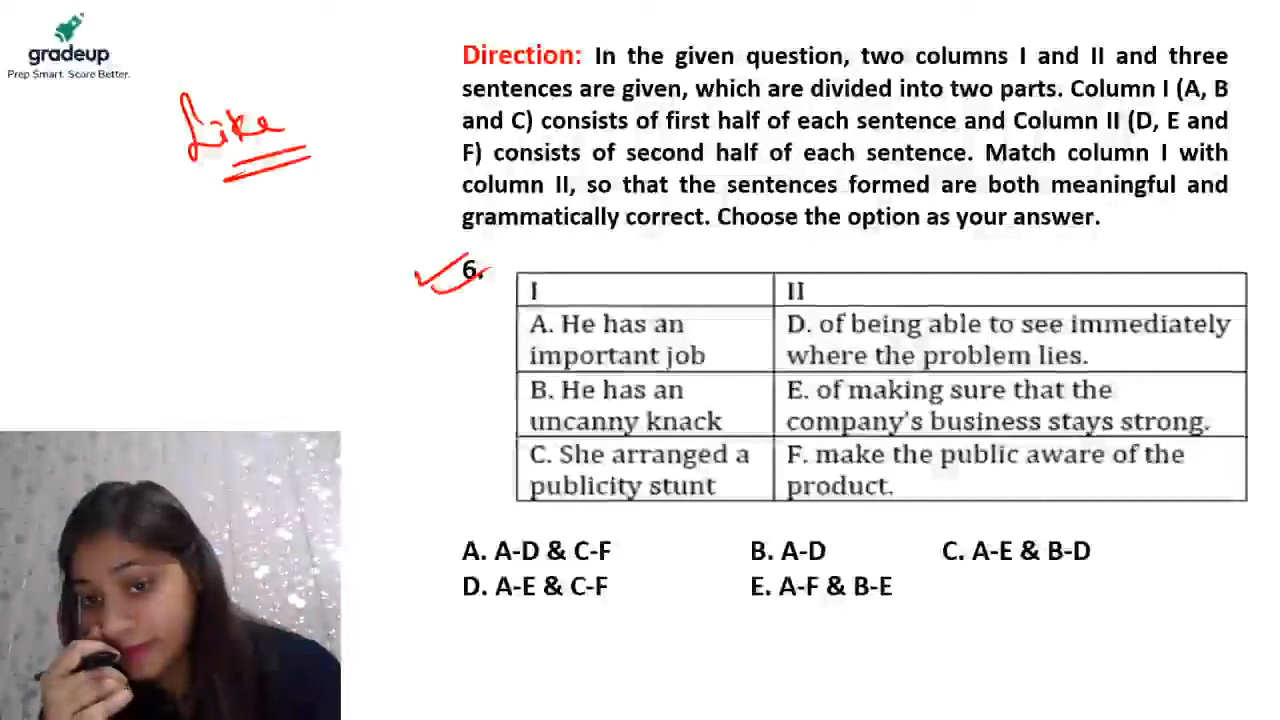 gradeup
Prep Smart. Score Better.
Like
Direction: In the given question, two columns I and II and three
sentences are given, which are divided into two parts. Column I (A, B
and C) consists of first half of each sentence and Column II (D, E and
F) consists of second half of each sentence. Match column I with
column II, so that the sentences formed are both meaningful and
grammatically correct. Choose the option as your answer.
6.
I II
A. He has an important job D. of being able to see immediately where the problem lies.
B. He has an uncanny knack E. of making sure that the company's business stays strong.
C. She arranged a publicity stunt F. make the public aware of the product.
A. A-D & C-F B. A-D C. A-E & B-D
D. A-E & C-F E. A-F & B-E